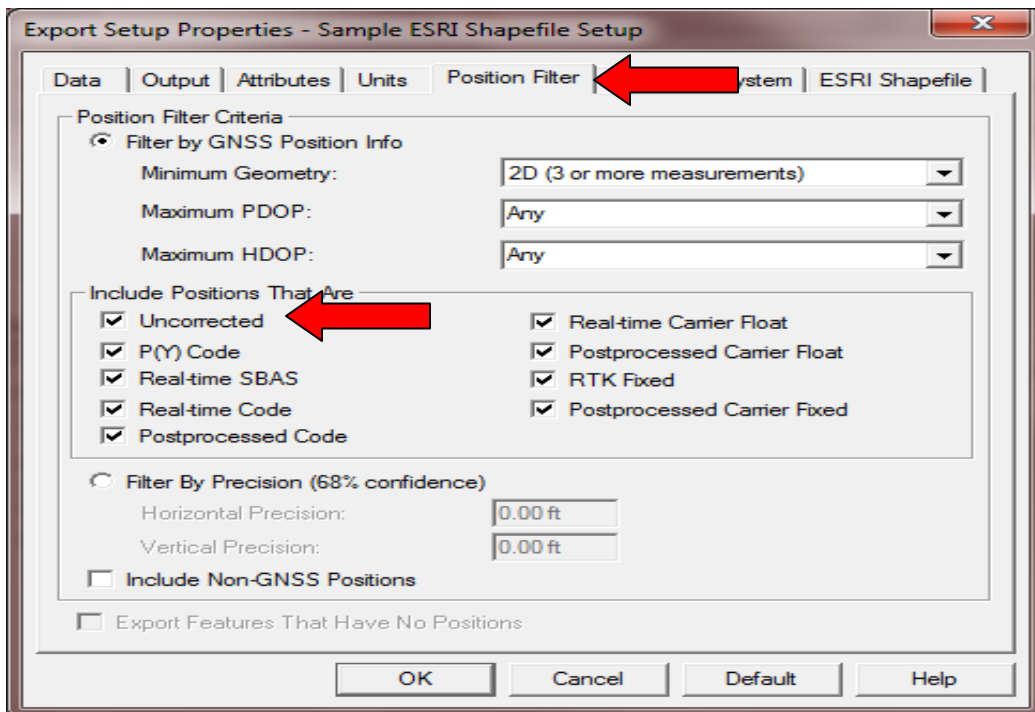 Export Setup Properties - Sample ESRI Shapefile Setup
Data Output Attributes Units Position Filter ystem ESRI Shapefile
Position Filter Criteria
Filter by GNSS Position Info
Minimum Geometry: 2D (3 or more measurements)
Maximum PDOP: Any
Maximum HDOP: Any
Include Positions That Are
Uncorrected Real-time Carrier Float
P(Y) Code Postprocessed Carrier Float
Real-time SBAS RTK Fixed
Real-time Code Postprocessed Carrier Fixed
Postprocessed Code
Filter By Precision (68% confidence)
Horizontal Precision: 0.00 ft
Vertical Precision: 0.00 ft
Include Non-GNSS Positions
Export Features That Have No Positions
OK Cancel Default Help